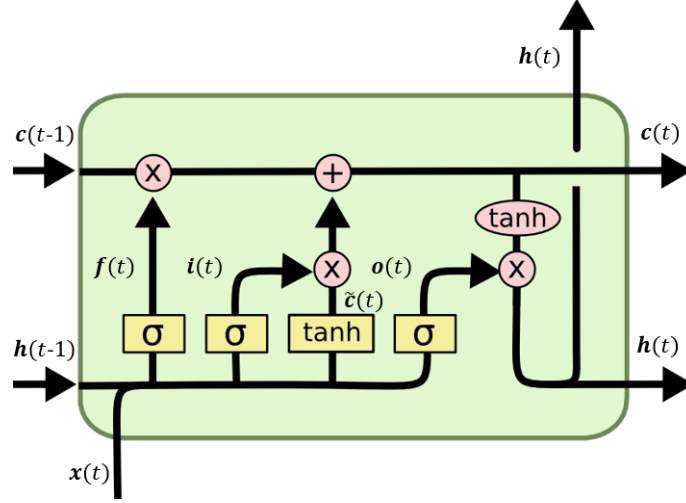 h(t)
c(t-1)
c(t)
x
+
tanh
f(t)
i(t)
x
o(t)
x
c̃(t)
σ
σ
tanh
σ
h(t-1)
h(t)
x(t)